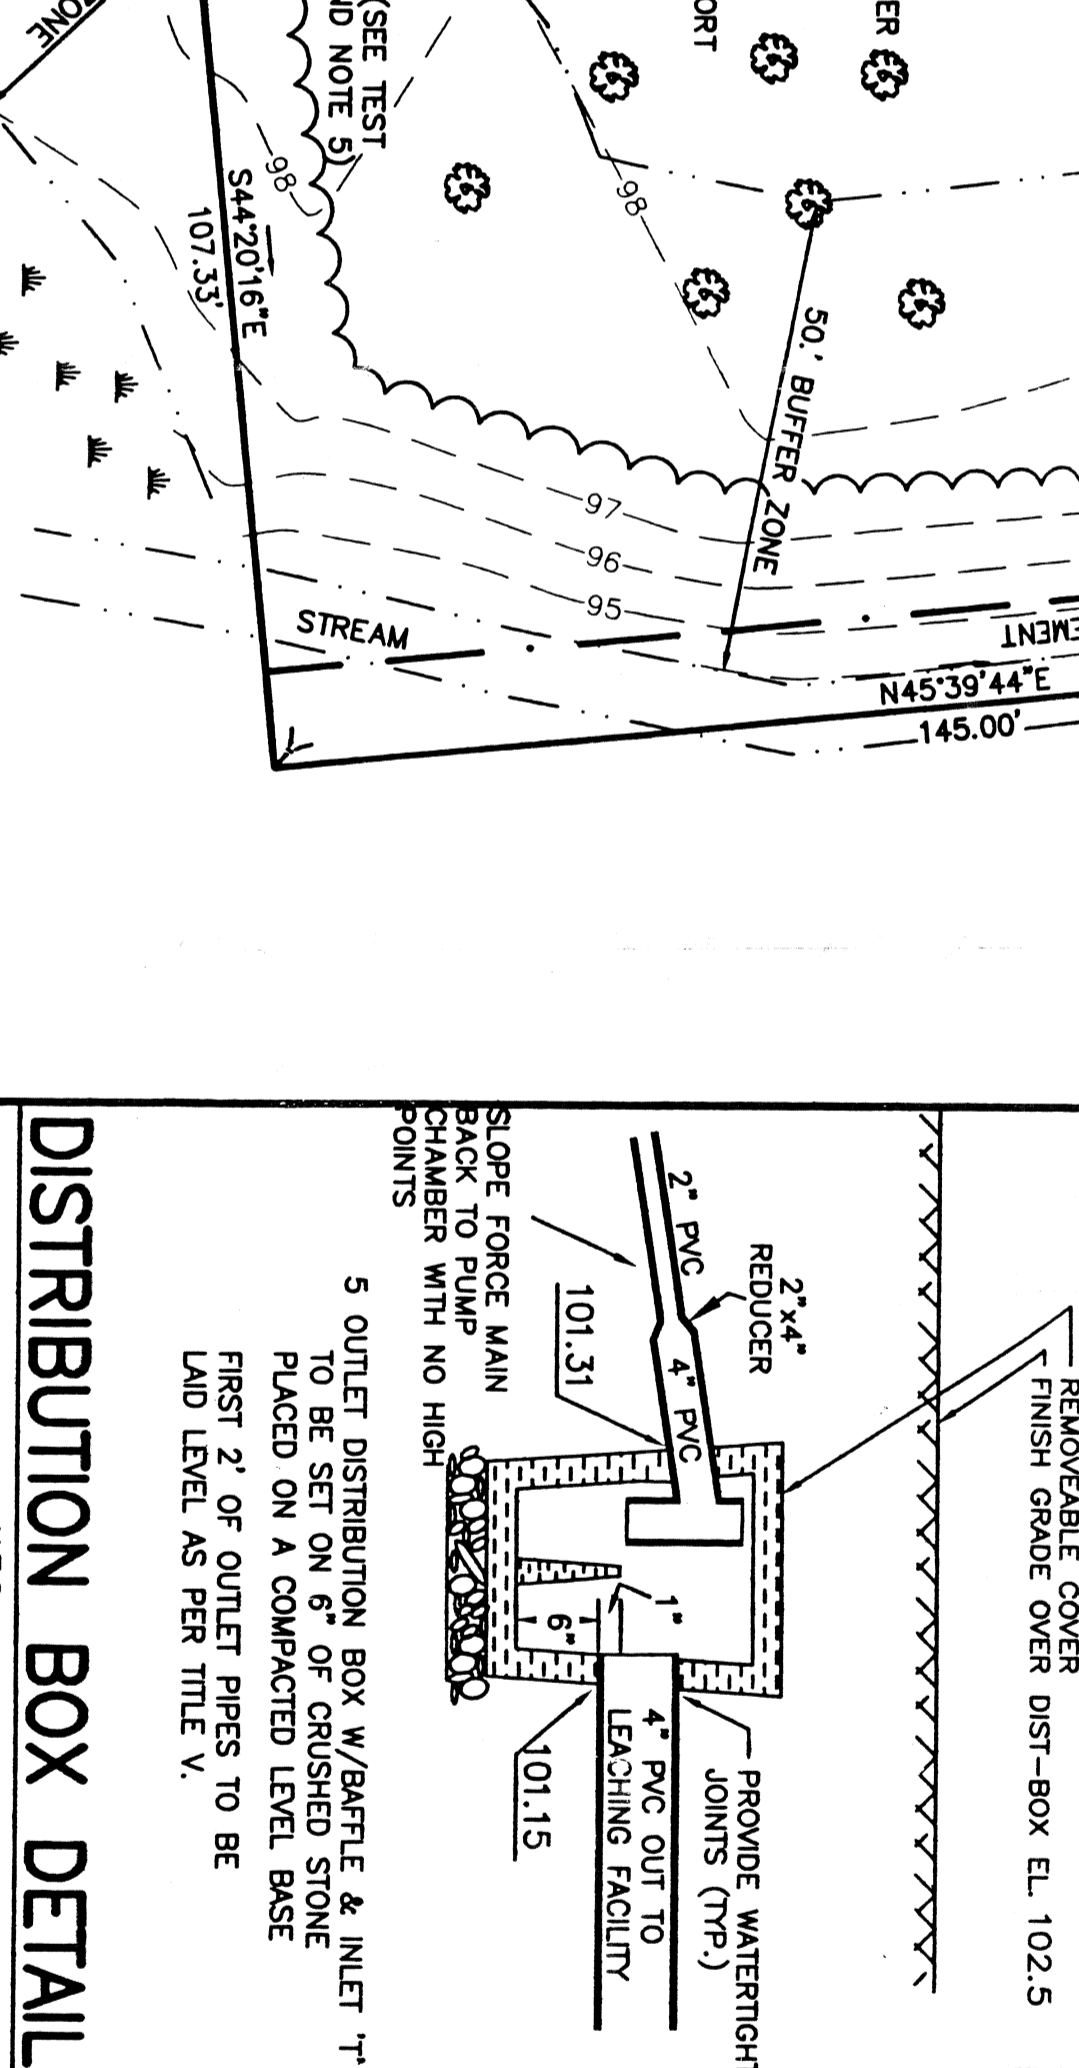 ZONE
(SEE TEST
ND NOTE 5)
ORT
ER
98
98
S44°20'16"E
107.33'
50.' BUFFER ZONE
97
96
95
STREAM
EMENT
N45°39'44"E
145.00'
REMOVEABLE COVER
FINISH GRADE OVER DIST-BOX EL. 102.5
2"x4"
REDUCER
2" PVC
4" PVC
101.31
SLOPE FORCE MAIN
BACK TO PUMP
CHAMBER WITH NO HIGH
POINTS
1"
6"
PROVIDE WATERTIGHT
JOINTS (TYP.)
4" PVC OUT TO
LEACHING FACILITY
101.15
5 OUTLET DISTRIBUTION BOX W/BAFFLE & INLET 'T'
TO BE SET ON 6" OF CRUSHED STONE
PLACED ON A COMPACTED LEVEL BASE
FIRST 2' OF OUTLET PIPES TO BE
LAID LEVEL AS PER TITLE V.
DISTRIBUTION BOX DETAIL